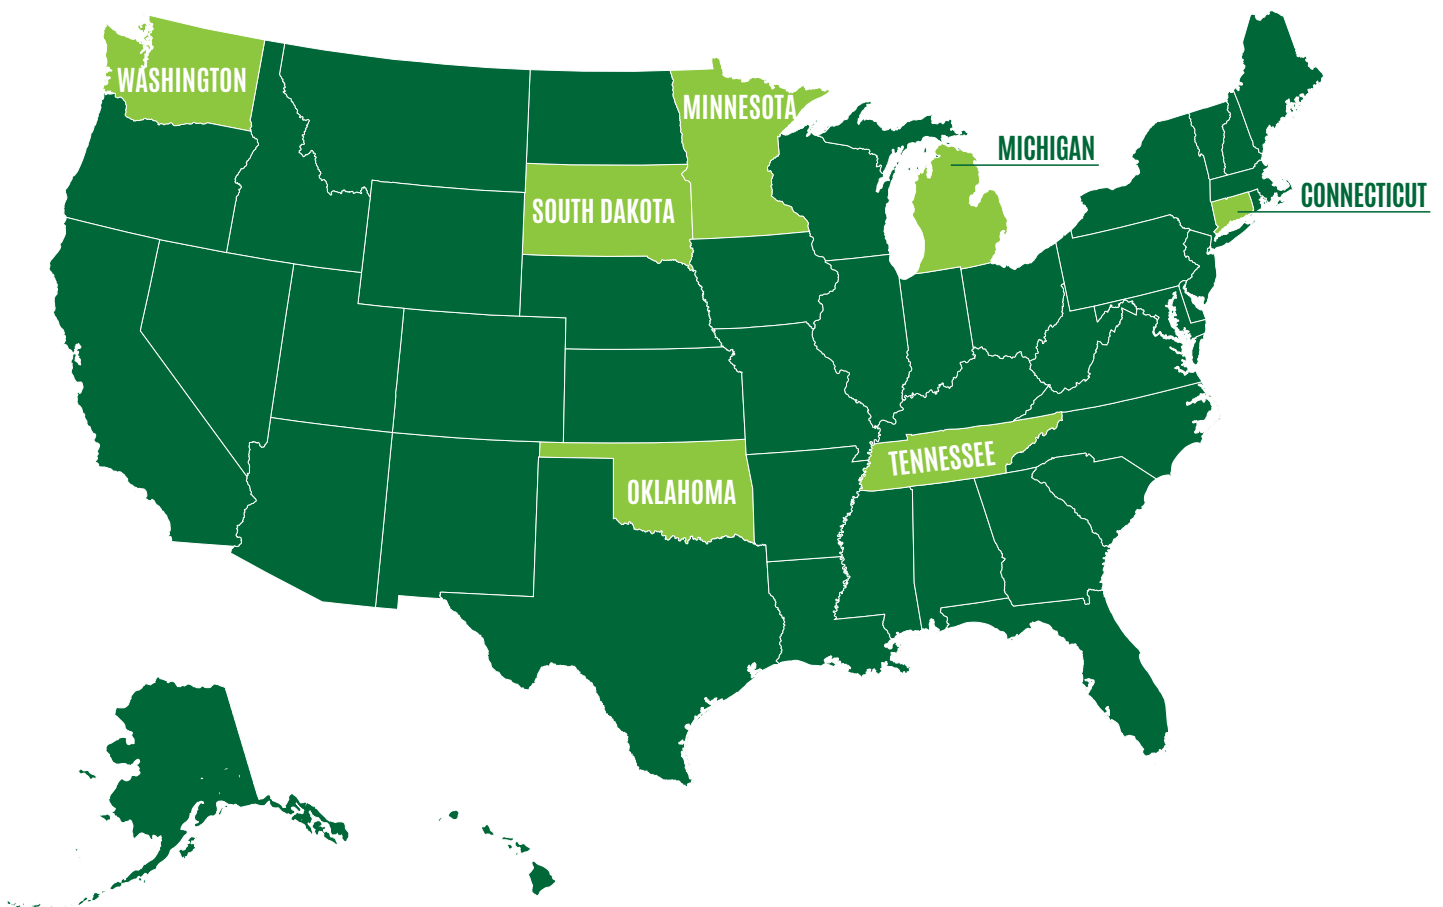 WASHINGTON
MINNESOTA
MICHIGAN
CONNECTICUT
SOUTH DAKOTA
TENNESSEE
OKLAHOMA